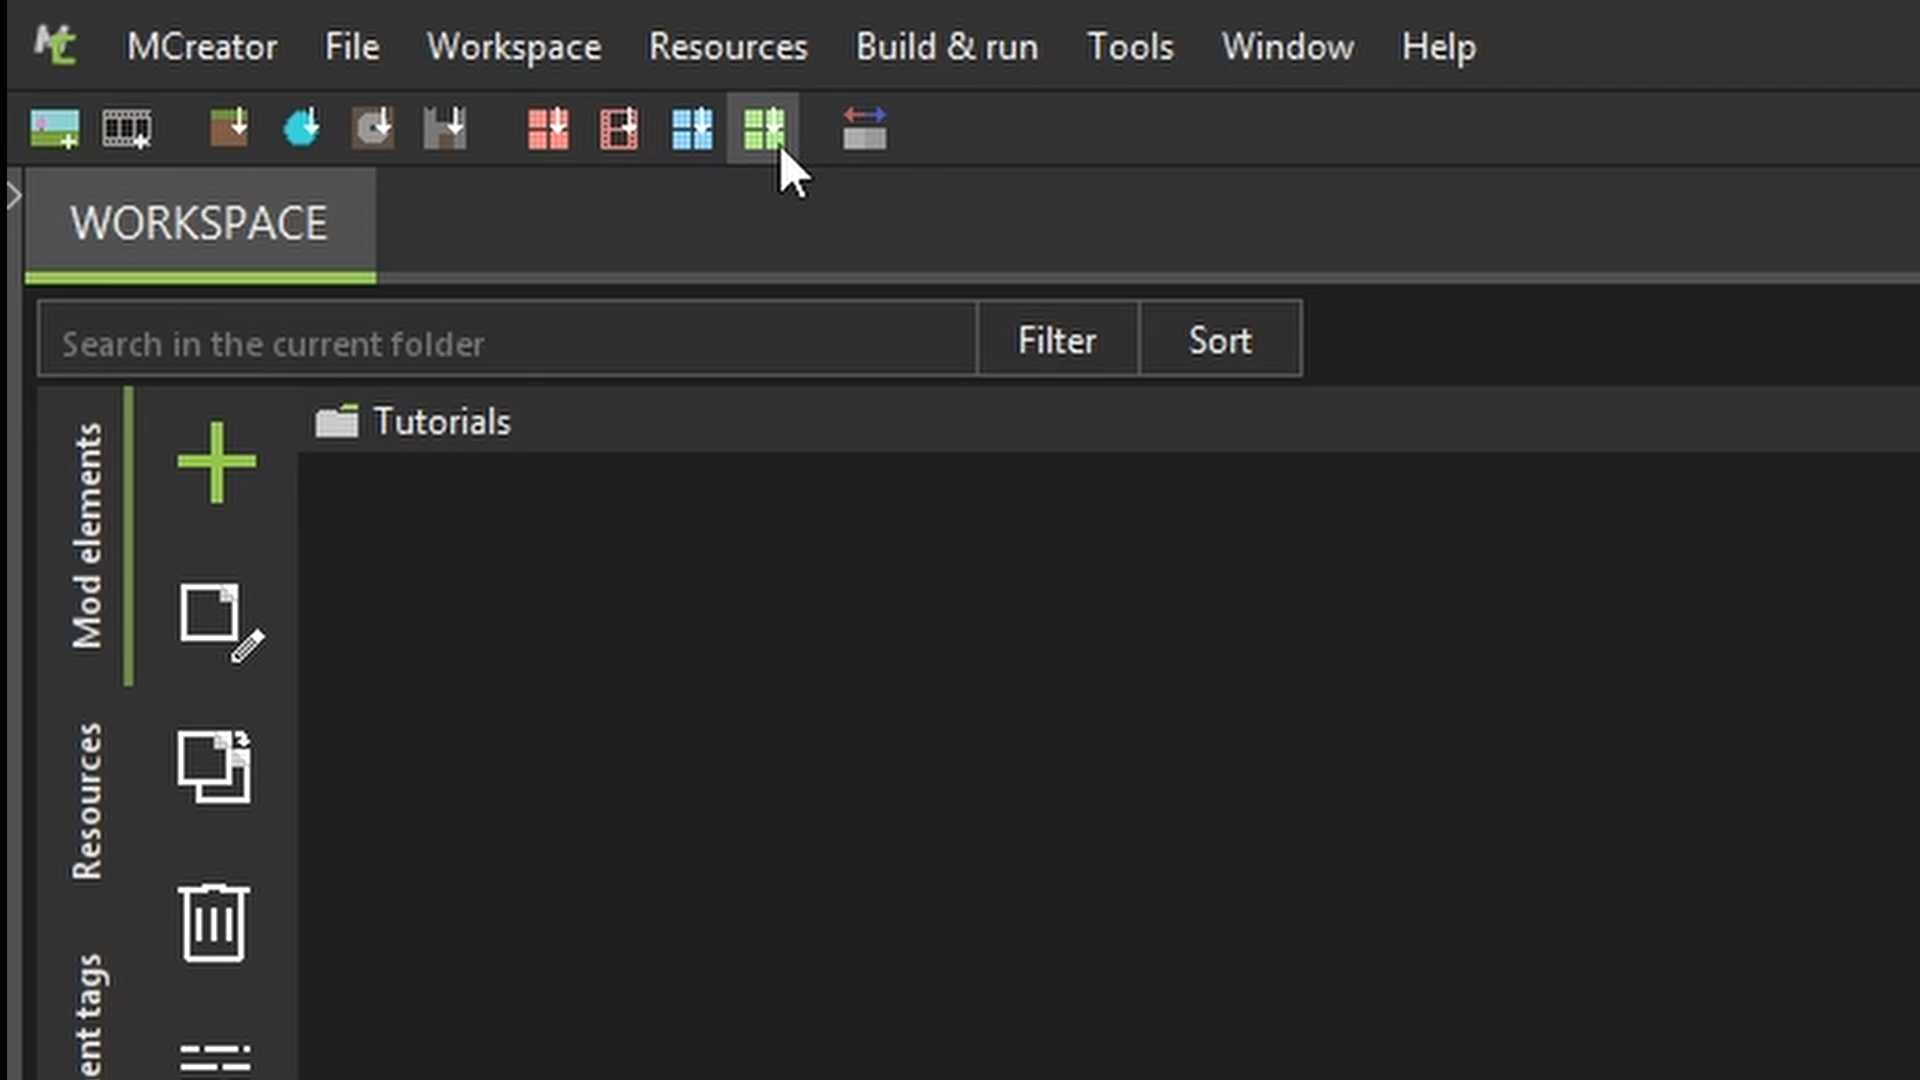 MCreator File Workspace Resources Build & run Tools Window Help
WORKSPACE
Search in the current folder Filter Sort
Tutorials
Mod elements
Resources
ent tags